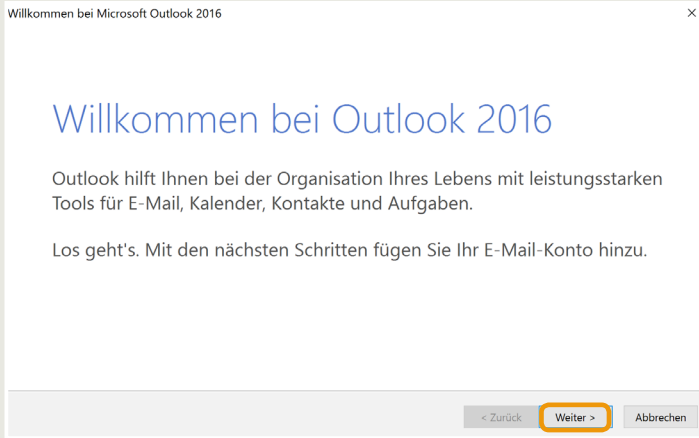 Willkommen bei Microsoft Outlook 2016
Willkommen bei Outlook 2016
Outlook hilft Ihnen bei der Organisation Ihres Lebens mit leistungsstarken
Tools für E-Mail, Kalender, Kontakte und Aufgaben.
Los geht's. Mit den nächsten Schritten fügen Sie Ihr E-Mail-Konto hinzu.
< Zurück Weiter > Abbrechen